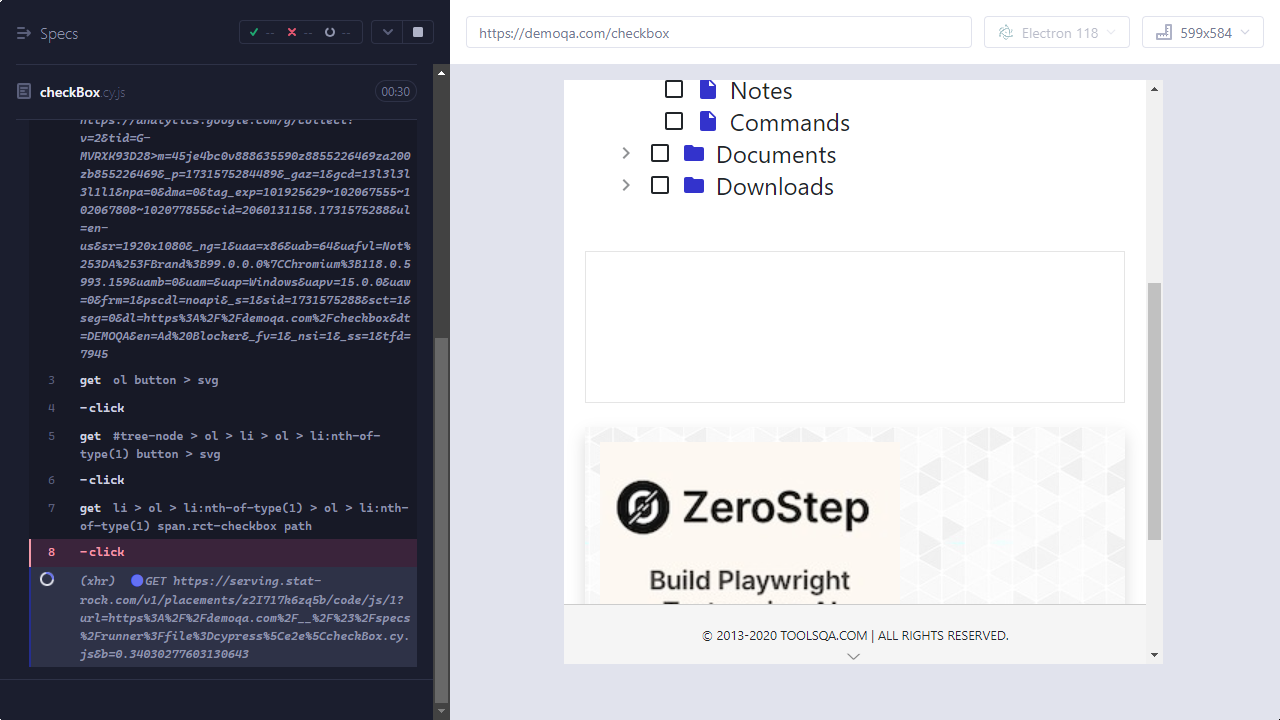 Specs
--
--
--
https://demoqa.com/checkbox
Electron 118
599x584
checkBox.cy.js
00:30
https://analytics.google.com/g/collect?
v=2&tid=G-
MVRXK93D28>m=45je4bc0v888635590z8855226469za200
zb855226469&_p=1731575284489&_gaz=1&gcd=13l3l3l
3l1l1&npa=0&dma=0&tag_exp=101925629~102067555~1
02067808~102077855&cid=2060131158.1731575288&ul
=en-
us&sr=1920x1080&_ng=1&uaa=x86&uab=64&uafvl=Not%
253DA%253FBrand%3B99.0.0.0%7CChromium%3B118.0.5
993.159&uamb=0&uam=&uap=Windows&uapv=15.0.0&uaw
=0&frm=1&pscdl=noapi&_s=1&sid=1731575288&sct=1&
seg=0&dl=https%3A%2F%2Fdemoqa.com%2Fcheckbox&dt
=DEMOQA&en=Ad%20Blocker&_fv=1&_nsi=1&_ss=1&tfd=
7945
3 get ol button > svg
4 -click
5 get #tree-node > ol > li > ol > li:nth-of-
type(1) button > svg
6 -click
7 get li > ol > li:nth-of-type(1) > ol > li:nth-
of-type(1) span.rct-checkbox path
8 -click
(xhr) GET https://serving.stat-
rock.com/v1/placements/z2I717k6zq5b/code/js/1?
url=https%3A%2F%2Fdemoqa.com%2F__%2F%23%2Fspecs
%2Frunner%3Ffile%3Dcypress%5Ce2e%5CcheckBox.cy.
js&b=0.34030277603130643
Notes
Commands
Documents
Downloads
ZeroStep
Build Playwright
© 2013-2020 TOOLSQA.COM | ALL RIGHTS RESERVED.